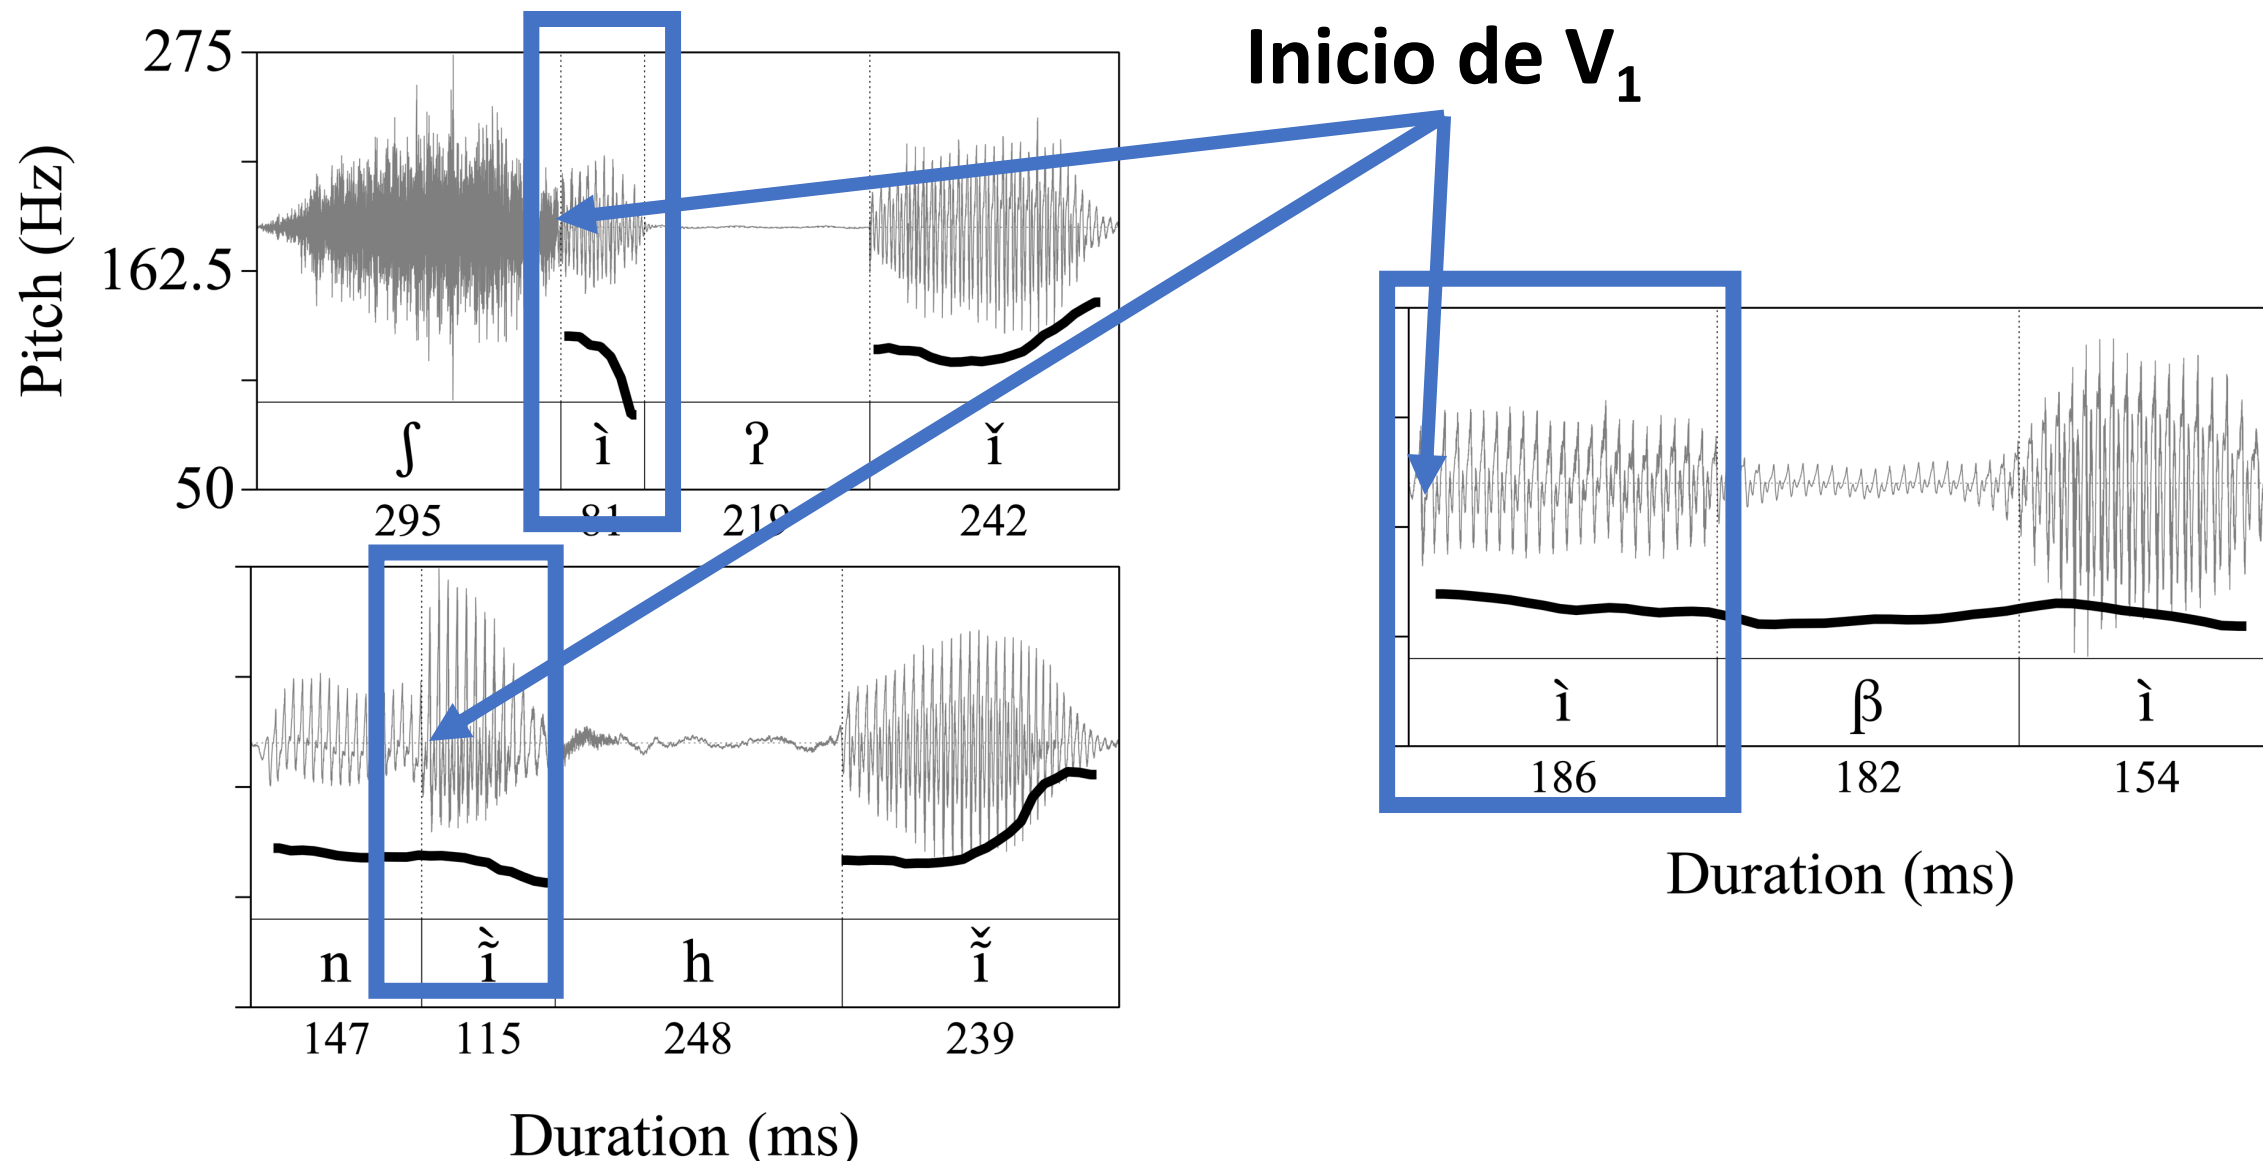 Inicio de V₁
Pitch (Hz)
275
162.5
50
ʃ ì ʔ ǐ
295 81 219 242
n ĩ̀ h ĩ̌
147 115 248 239
Duration (ms)
ì β ì
186 182 154
Duration (ms)